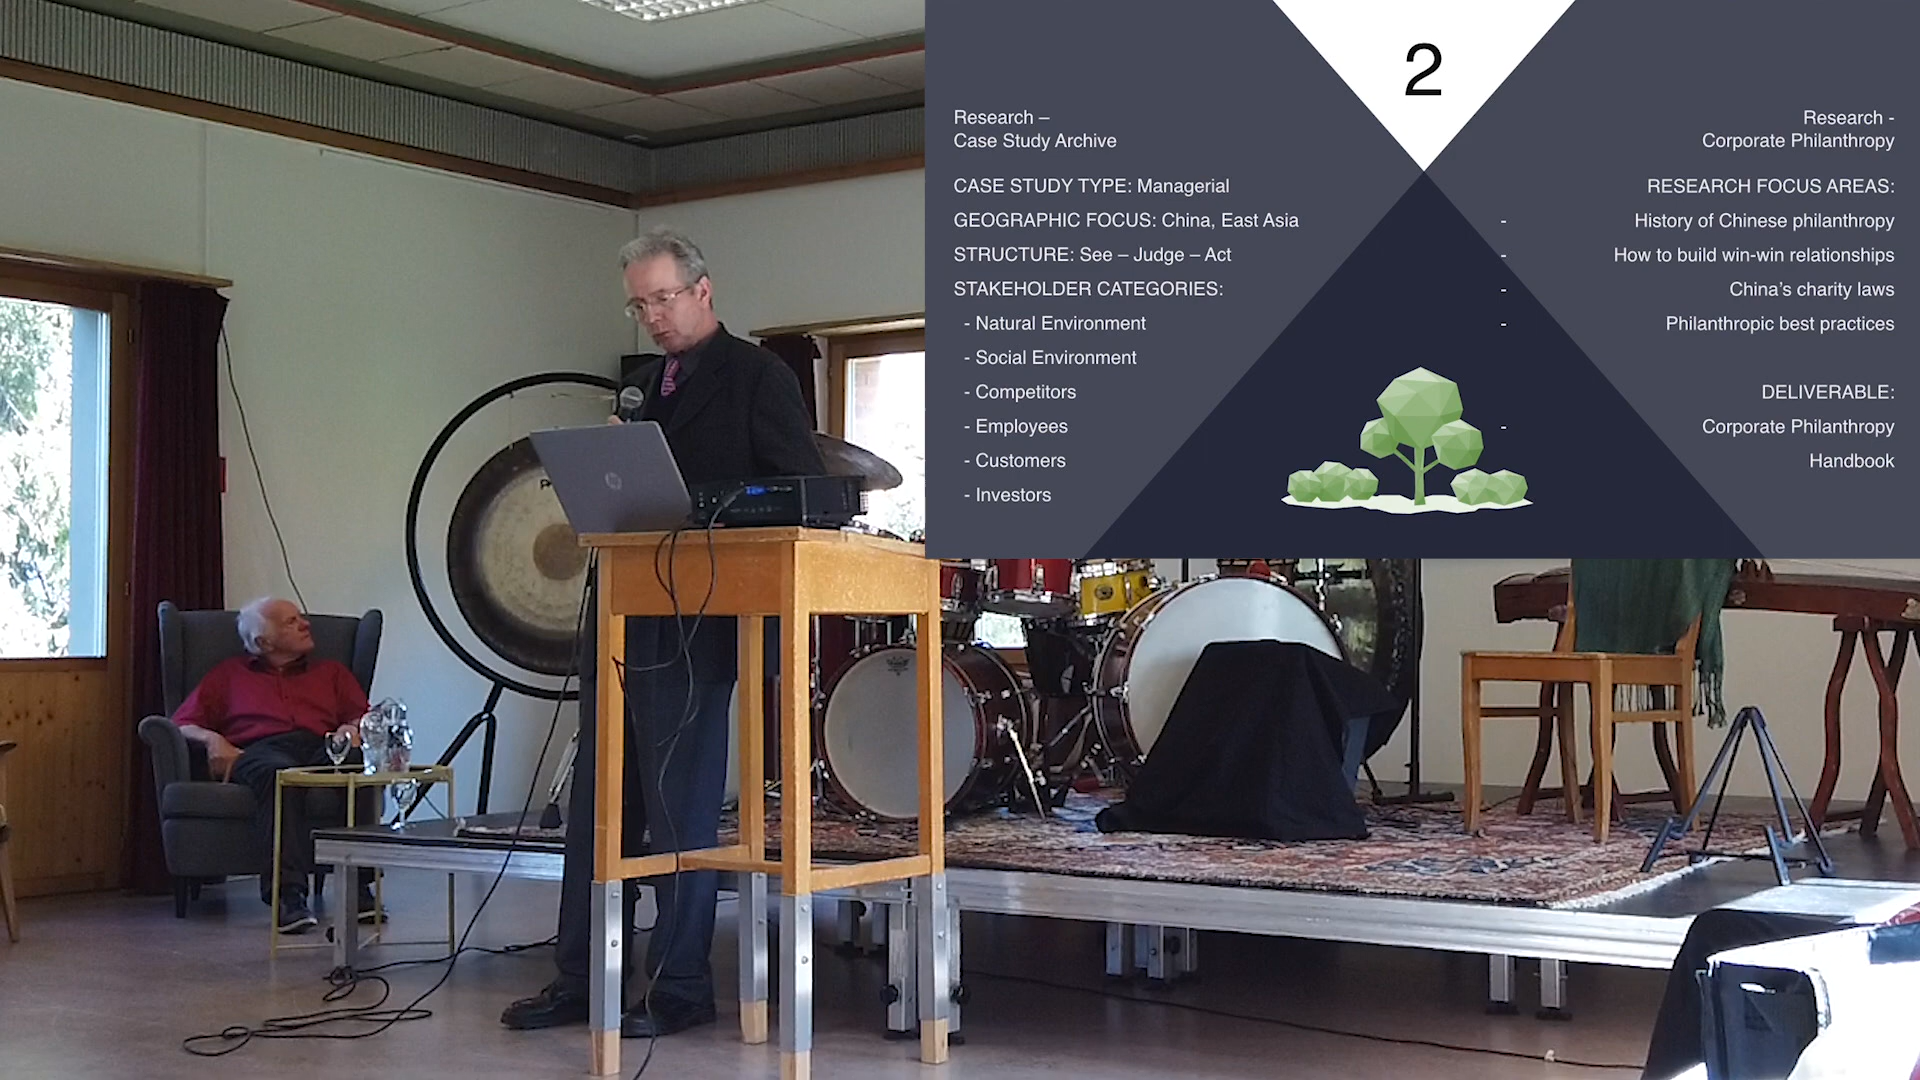 2
Research –
Case Study Archive
CASE STUDY TYPE: Managerial
GEOGRAPHIC FOCUS: China, East Asia
STRUCTURE: See – Judge – Act
STAKEHOLDER CATEGORIES:
- Natural Environment
- Social Environment
- Competitors
- Employees
- Customers
- Investors
Research -
Corporate Philanthropy
RESEARCH FOCUS AREAS:
- History of Chinese philanthropy
- How to build win-win relationships
- China’s charity laws
- Philanthropic best practices
DELIVERABLE:
- Corporate Philanthropy
Handbook
hp